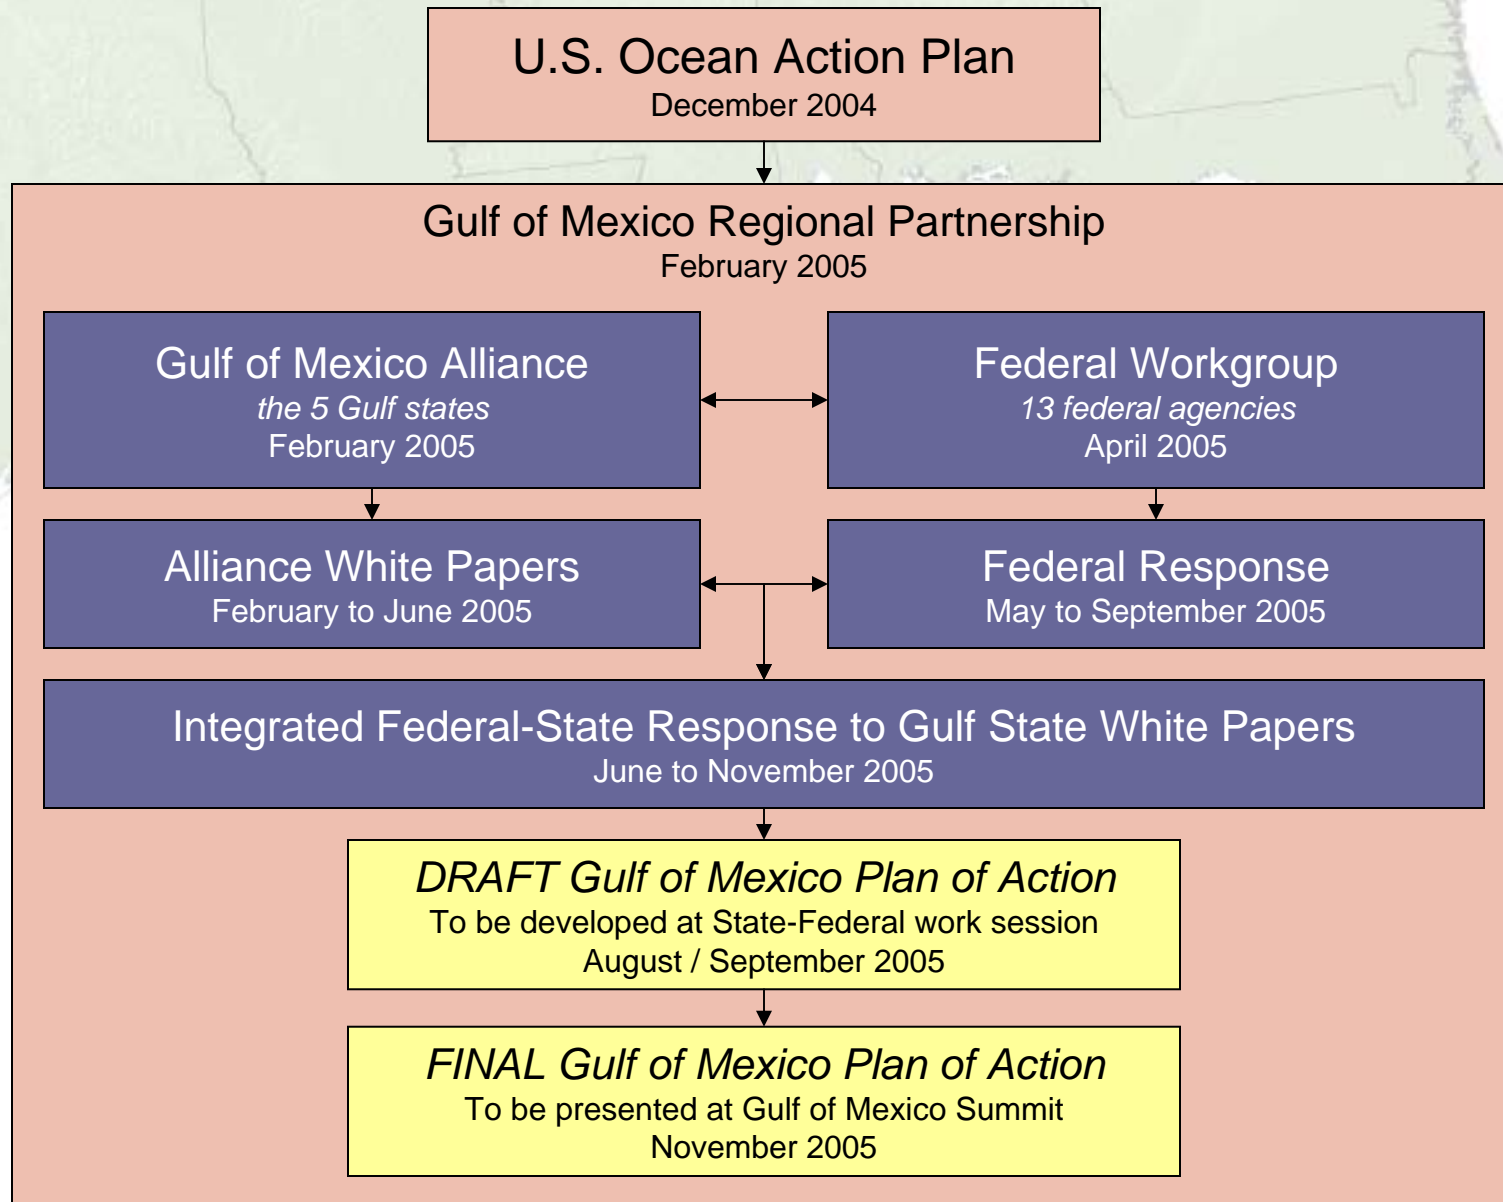 U.S. Ocean Action Plan
December 2004
Gulf of Mexico Regional Partnership
February 2005
Gulf of Mexico Alliance
the 5 Gulf states
February 2005
Federal Workgroup
13 federal agencies
April 2005
Alliance White Papers
February to June 2005
Federal Response
May to September 2005
Integrated Federal-State Response to Gulf State White Papers
June to November 2005
DRAFT Gulf of Mexico Plan of Action
To be developed at State-Federal work session
August / September 2005
FINAL Gulf of Mexico Plan of Action
To be presented at Gulf of Mexico Summit
November 2005